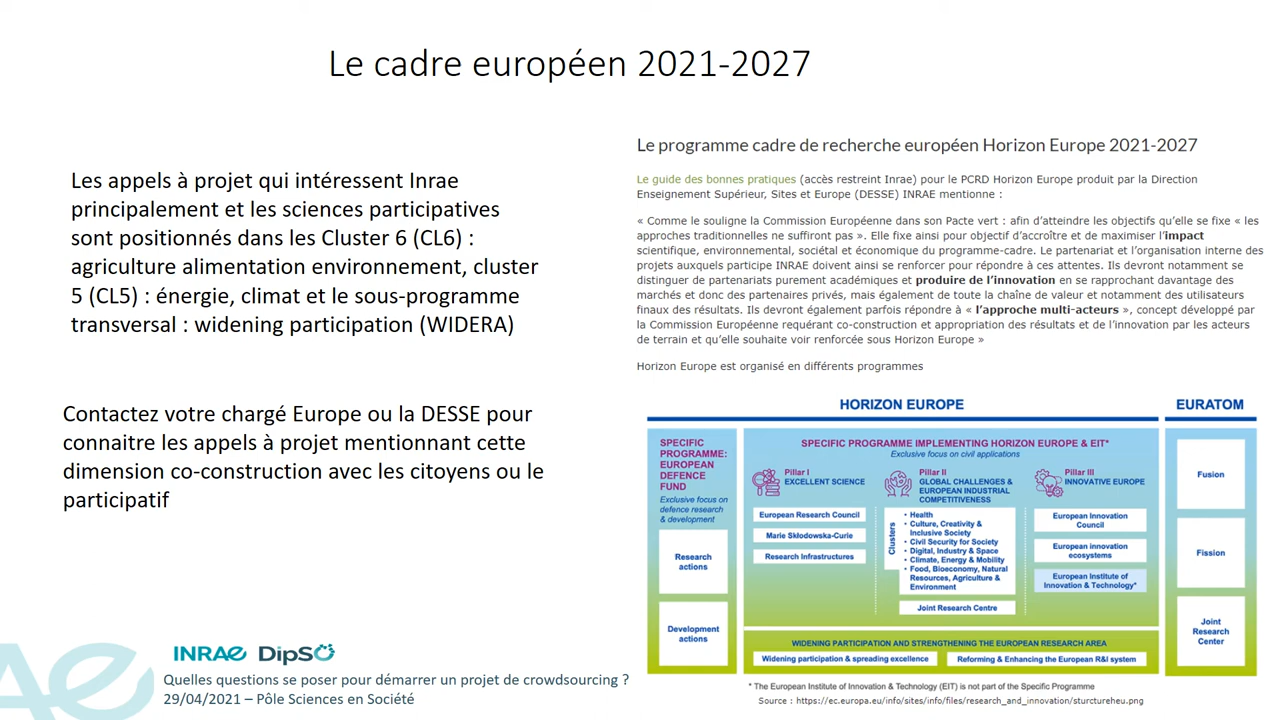 Le cadre européen 2021-2027
Les appels à projet qui intéressent Inrae
principalement et les sciences participatives
sont positionnés dans les Cluster 6 (CL6) :
agriculture alimentation environnement, cluster
5 (CL5) : énergie, climat et le sous-programme
transversal : widening participation (WIDERA)
Contactez votre chargé Europe ou la DESSE pour
connaitre les appels à projet mentionnant cette
dimension co-construction avec les citoyens ou le
participatif
Le programme cadre de recherche européen Horizon Europe 2021-2027
Le guide des bonnes pratiques (accès restreint Inrae) pour le PCRD Horizon Europe produit par la Direction
Enseignement Supérieur, Sites et Europe (DESSE) INRAE mentionne :
« Comme le souligne la Commission Européenne dans son Pacte vert : afin d’atteindre les objectifs qu’elle se fixe « les
approches traditionnelles ne suffiront pas ». Elle fixe ainsi pour objectif d’accroître et de maximiser l’impact
scientifique, environnemental, sociétal et économique du programme-cadre. Le partenariat et l’organisation interne des
projets auxquels participe INRAE doivent ainsi se renforcer pour répondre à ces attentes. Ils devront notamment se
distinguer de partenariats purement académiques et produire de l’innovation en se rapprochant davantage des
marchés et donc des partenaires privés, mais également de toute la chaîne de valeur et notamment des utilisateurs
finaux des résultats. Ils devront également parfois répondre à « l’approche multi-acteurs », concept développé par
la Commission Européenne requérant co-construction et appropriation des résultats et de l’innovation par les acteurs
de terrain et qu’elle souhaite voir renforcée sous Horizon Europe »
Horizon Europe est organisé en différents programmes
HORIZON EUROPE
EURATOM
SPECIFIC
PROGRAMME:
EUROPEAN
DEFENCE
FUND
Exclusive focus on
defence research
& development
Research
actions
Development
actions
SPECIFIC PROGRAMME IMPLEMENTING HORIZON EUROPE & EIT*
Exclusive focus on civil applications
Pillar I
EXCELLENT SCIENCE
European Research Council
Marie Skłodowska-Curie
Research Infrastructures
Pillar II
GLOBAL CHALLENGES &
EUROPEAN INDUSTRIAL
COMPETITIVENESS
Clusters
• Health
• Culture, Creativity &
Inclusive Society
• Civil Security for Society
• Digital, Industry & Space
• Climate, Energy & Mobility
• Food, Bioeconomy, Natural
Resources, Agriculture &
Environment
Joint Research Centre
Pillar III
INNOVATIVE EUROPE
European Innovation
Council
European innovation
ecosystems
European Institute of
Innovation & Technology*
WIDENING PARTICIPATION AND STRENGTHENING THE EUROPEAN RESEARCH AREA
Widening participation & spreading excellence
Reforming & Enhancing the European R&I system
Fusion
Fission
Joint
Research
Center
* The European Institute of Innovation & Technology (EIT) is not part of the Specific Programme
Source : https://ec.europa.eu/info/sites/info/files/research_and_innovation/sturctureheu.png
INRAE DipSO
Quelles questions se poser pour démarrer un projet de crowdsourcing ?
29/04/2021 – Pôle Sciences en Société